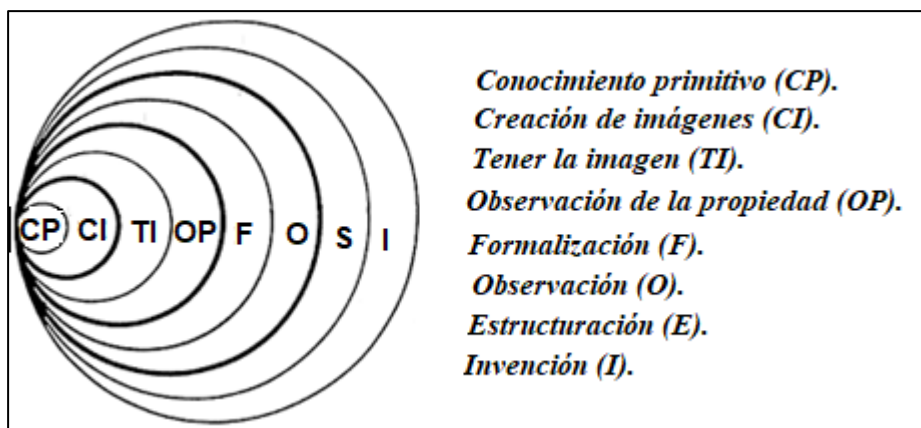 Conocimiento primitivo (CP).
Creación de imágenes (CI).
Tener la imagen (TI).
Observación de la propiedad (OP).
Formalización (F).
Observación (O).
Estructuración (E).
Invención (I).
CP CI TI OP F O S I